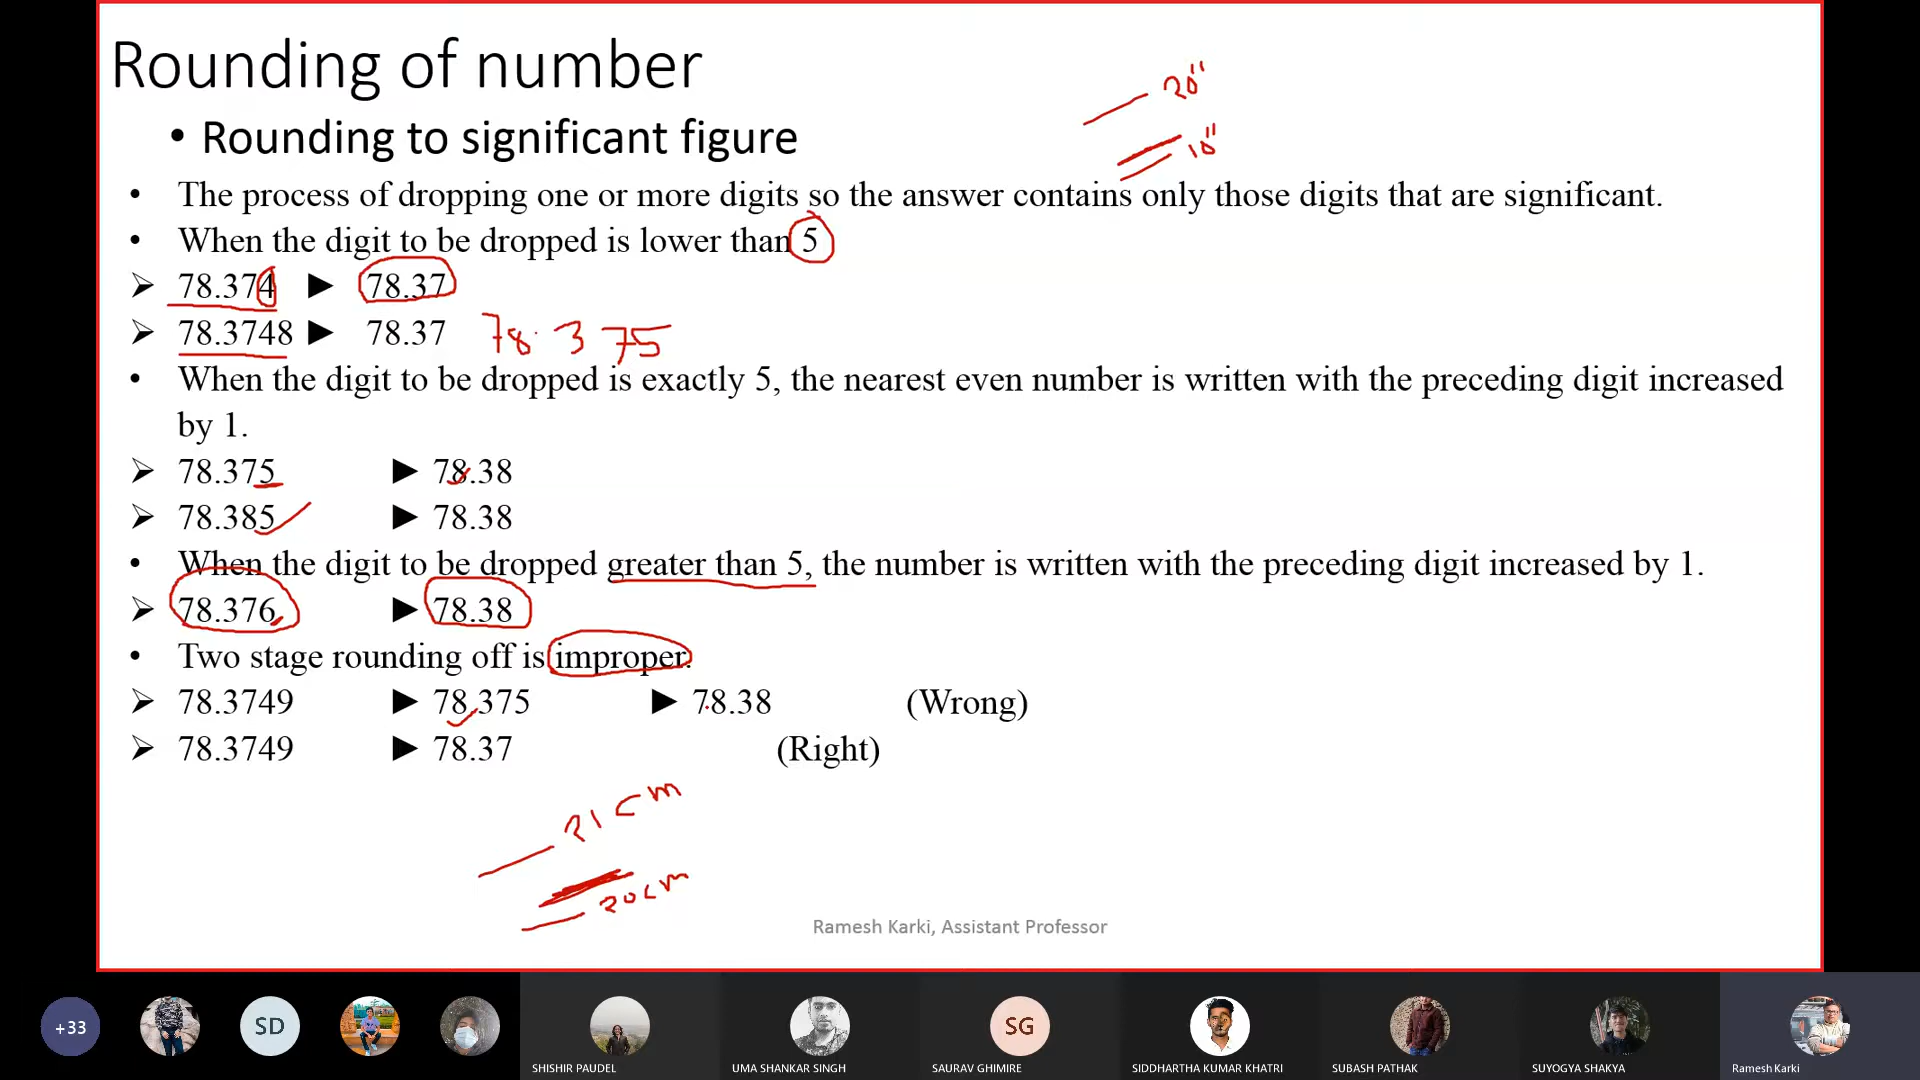 Rounding of number
20"
• Rounding to significant figure
10"
• The process of dropping one or more digits so the answer contains only those digits that are significant.
• When the digit to be dropped is lower than 5
➢ 78.374 ► 78.37
➢ 78.3748 ► 78.37 78.375
• When the digit to be dropped is exactly 5, the nearest even number is written with the preceding digit increased
by 1.
➢ 78.375 ► 78.38
➢ 78.385 ► 78.38
• When the digit to be dropped greater than 5, the number is written with the preceding digit increased by 1.
➢ 78.376 ► 78.38
• Two stage rounding off is improper.
➢ 78.3749 ► 78.375 ► 78.38 (Wrong)
➢ 78.3749 ► 78.37 (Right)
21 cm
20cm
Ramesh Karki, Assistant Professor
+33
SD
SG
SHISHIR PAUDEL
UMA SHANKAR SINGH
SAURAV GHIMIRE
SIDDHARTHA KUMAR KHATRI
SUBASH PATHAK
SUYOGYA SHAKYA
Ramesh Karki